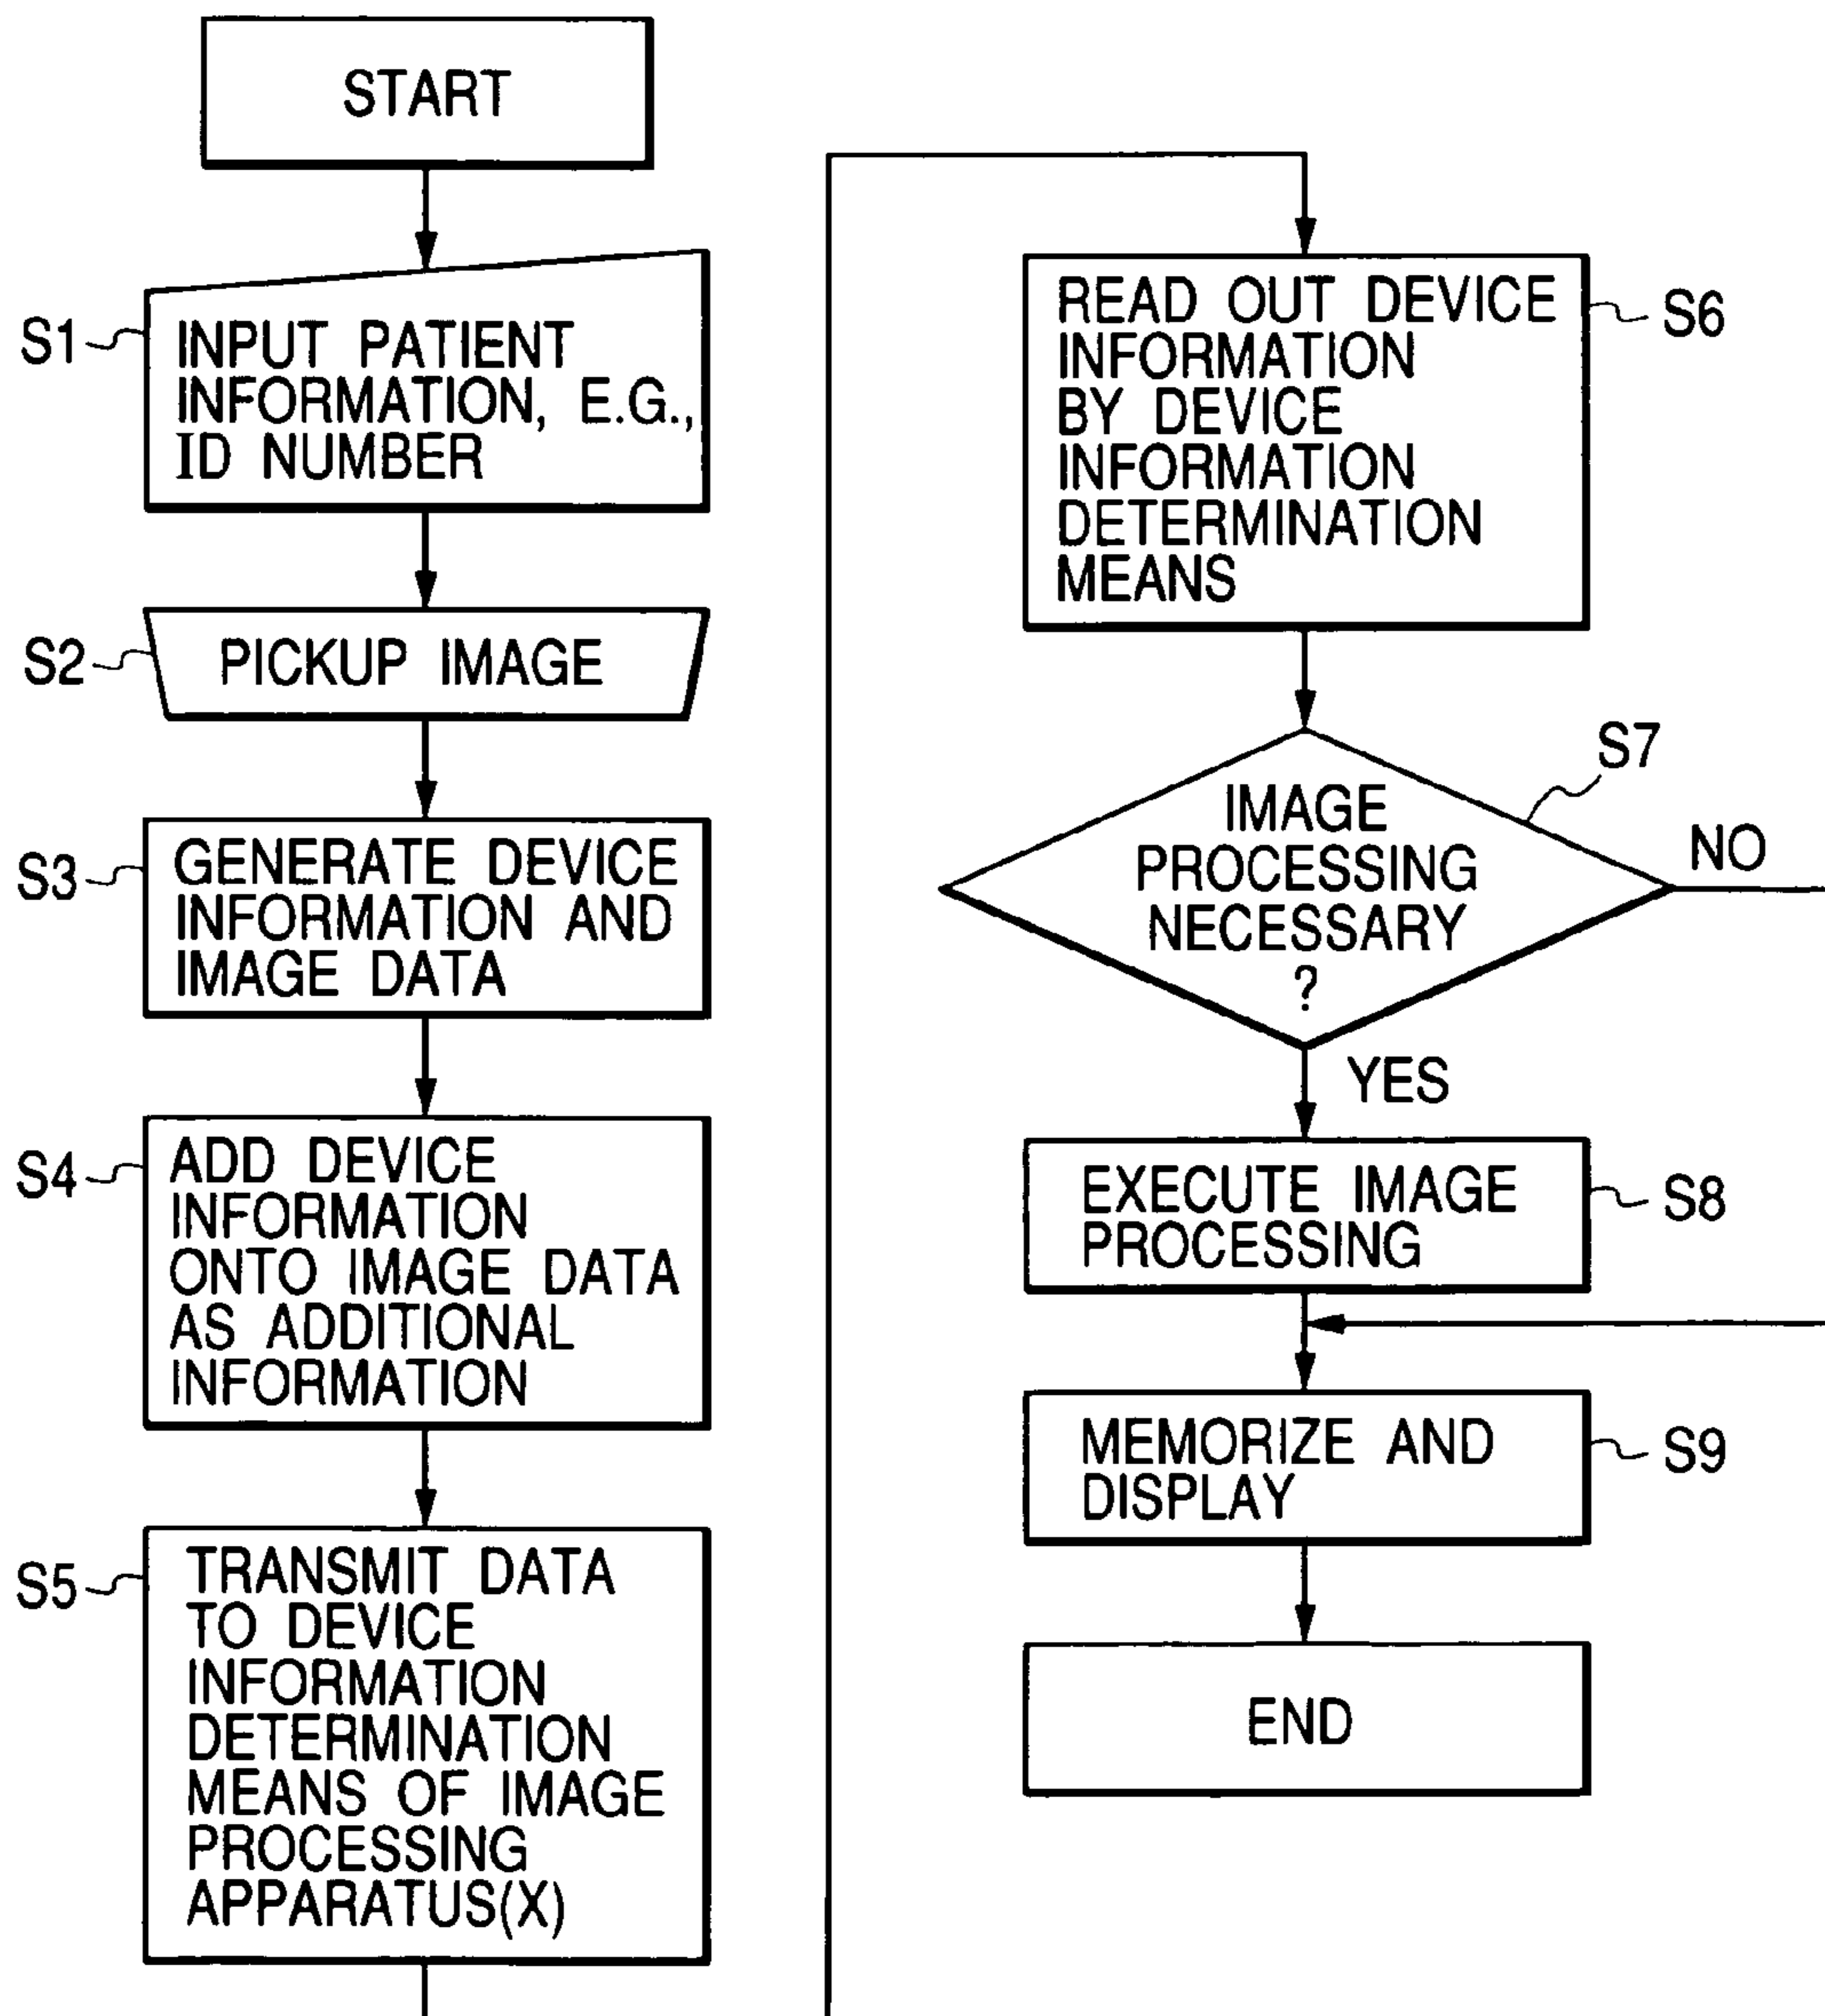 START
S1
INPUT PATIENT
INFORMATION, E.G.,
ID NUMBER
S2
PICKUP IMAGE
S3
GENERATE DEVICE
INFORMATION AND
IMAGE DATA
S4
ADD DEVICE
INFORMATION
ONTO IMAGE DATA
AS ADDITIONAL
INFORMATION
S5
TRANSMIT DATA
TO DEVICE
INFORMATION
DETERMINATION
MEANS OF IMAGE
PROCESSING
APPARATUS(X)
READ OUT DEVICE
INFORMATION
BY DEVICE
INFORMATION
DETERMINATION
MEANS
S6
S7
IMAGE
PROCESSING
NECESSARY
?
NO
YES
EXECUTE IMAGE
PROCESSING
S8
MEMORIZE AND
DISPLAY
S9
END